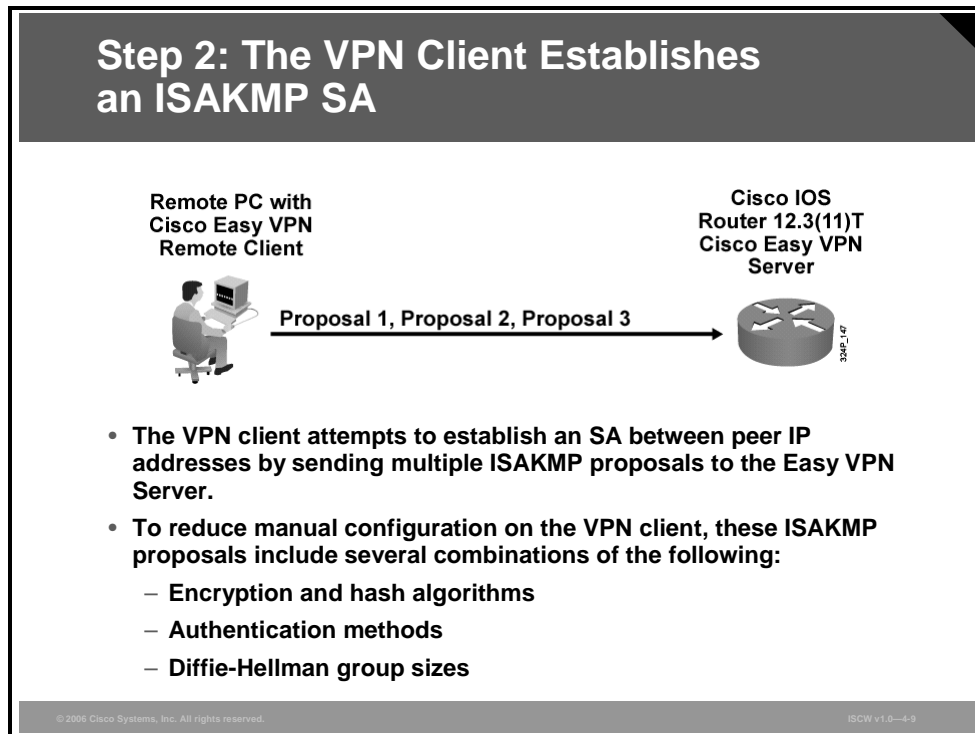 Step 2: The VPN Client Establishes
an ISAKMP SA
Remote PC with
Cisco Easy VPN
Remote Client
Cisco IOS
Router 12.3(11)T
Cisco Easy VPN
Server
Proposal 1, Proposal 2, Proposal 3
324P_147
• The VPN client attempts to establish an SA between peer IP
addresses by sending multiple ISAKMP proposals to the Easy VPN
Server.
• To reduce manual configuration on the VPN client, these ISAKMP
proposals include several combinations of the following:
– Encryption and hash algorithms
– Authentication methods
– Diffie-Hellman group sizes
© 2006 Cisco Systems, Inc. All rights reserved.
ISCW v1.0—4-9